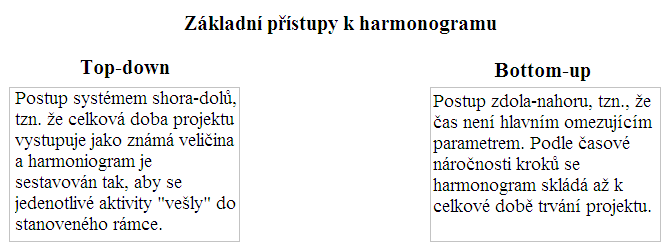 Základní přístupy k harmonogramu
Top-down
Postup systémem shora-dolů,
tzn. že celková doba projektu
vystupuje jako známá veličina
a harmoniogram je
sestavován tak, aby se
jedenotlivé aktivity "vešly" do
stanoveného rámce.
Bottom-up
Postup zdola-nahoru, tzn., že
čas není hlavním omezujícím
parametrem. Podle časové
náročnosti kroků se
harmonogram skládá až k
celkové době trvání projektu.